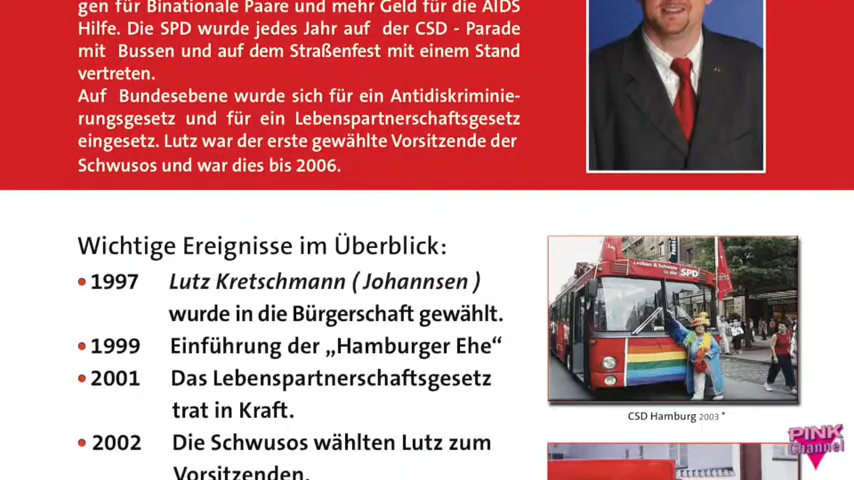 gen für Binationale Paare und mehr Geld für die AIDS
Hilfe. Die SPD wurde jedes Jahr auf der CSD - Parade
mit Bussen und auf dem Straßenfest mit einem Stand
vertreten.
Auf Bundesebene wurde sich für ein Antidiskriminie-
rungsgesetz und für ein Lebenspartnerschaftsgesetz
eingesetz. Lutz war der erste gewählte Vorsitzende der
Schwusos und war dies bis 2006.
Wichtige Ereignisse im Überblick:
• 1997 Lutz Kretschmann ( Johannsen )
wurde in die Bürgerschaft gewählt.
• 1999 Einführung der „Hamburger Ehe“
• 2001 Das Lebenspartnerschaftsgesetz
trat in Kraft.
• 2002 Die Schwusos wählten Lutz zum
Vorsitzenden.
Lesben & Schwule
in der SPD
CSD Hamburg 2003 *
PINK
Channel